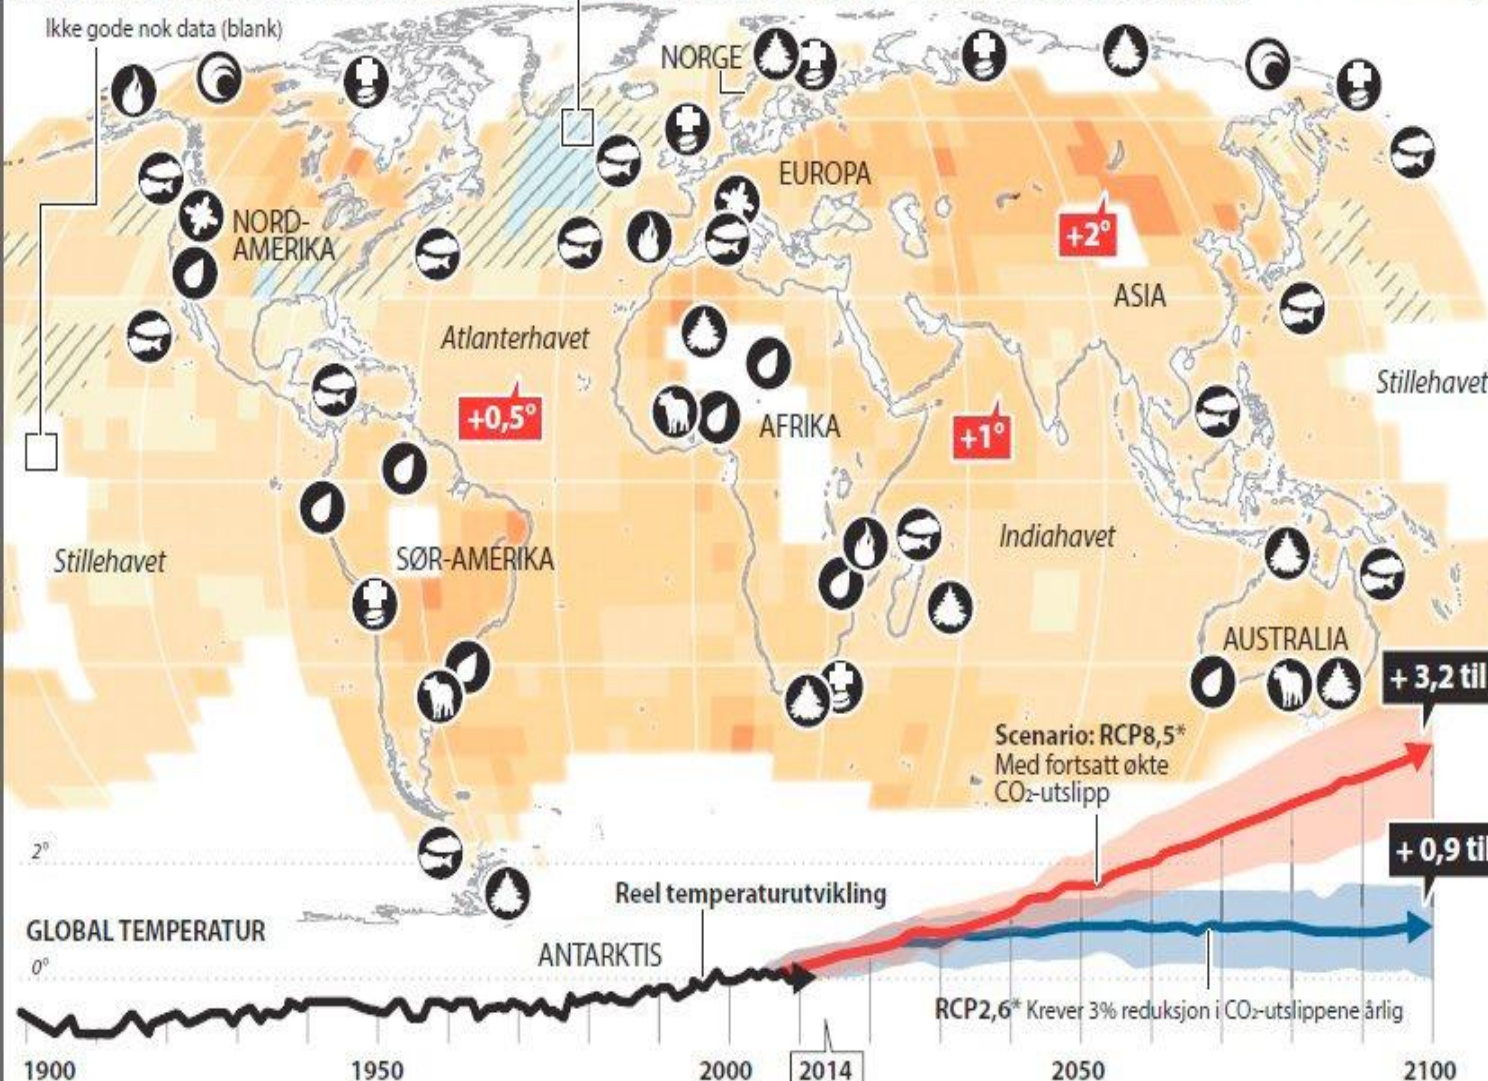 Ikke gode nok data (blank)
NORGE
EUROPA
NORD-
AMERIKA
+2°
ASIA
Atlanterhavet
Stillehavet
+0,5°
AFRIKA
+1°
Stillehavet
SØR-AMERIKA
Indiahavet
AUSTRALIA
+ 3,2 til
Scenario: RCP8,5*
Med fortsatt økte
CO₂-utslipp
2°
+ 0,9 til
Reel temperaturutvikling
GLOBAL TEMPERATUR
ANTARKTIS
0°
RCP2,6* Krever 3% reduksjon i CO₂-utslippene årlig
1900 1950 2000 2014 2050 2100